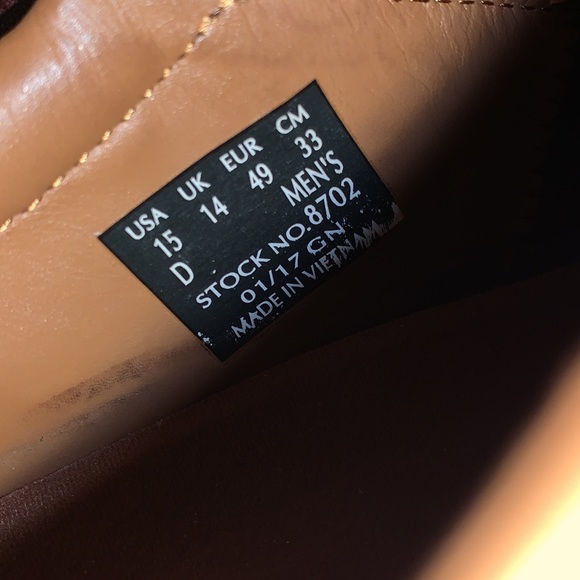 USA UK EUR CM
15 14 49 33
D MEN'S
STOCK NO.8702
01/17 GN
MADE IN VIETNAM